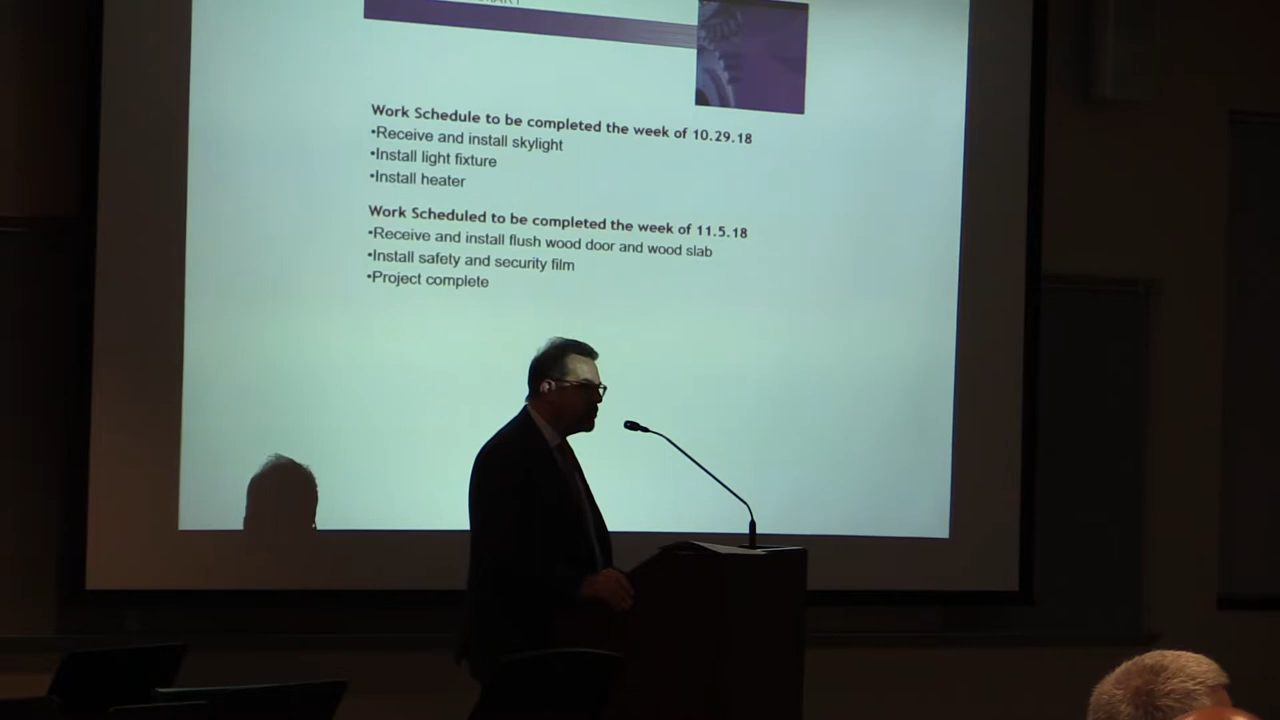 Work Schedule to be completed the week of 10.29.18
•Receive and install skylight
•Install light fixture
•Install heater
Work Scheduled to be completed the week of 11.5.18
•Receive and install flush wood door and wood slab
•Install safety and security film
•Project complete